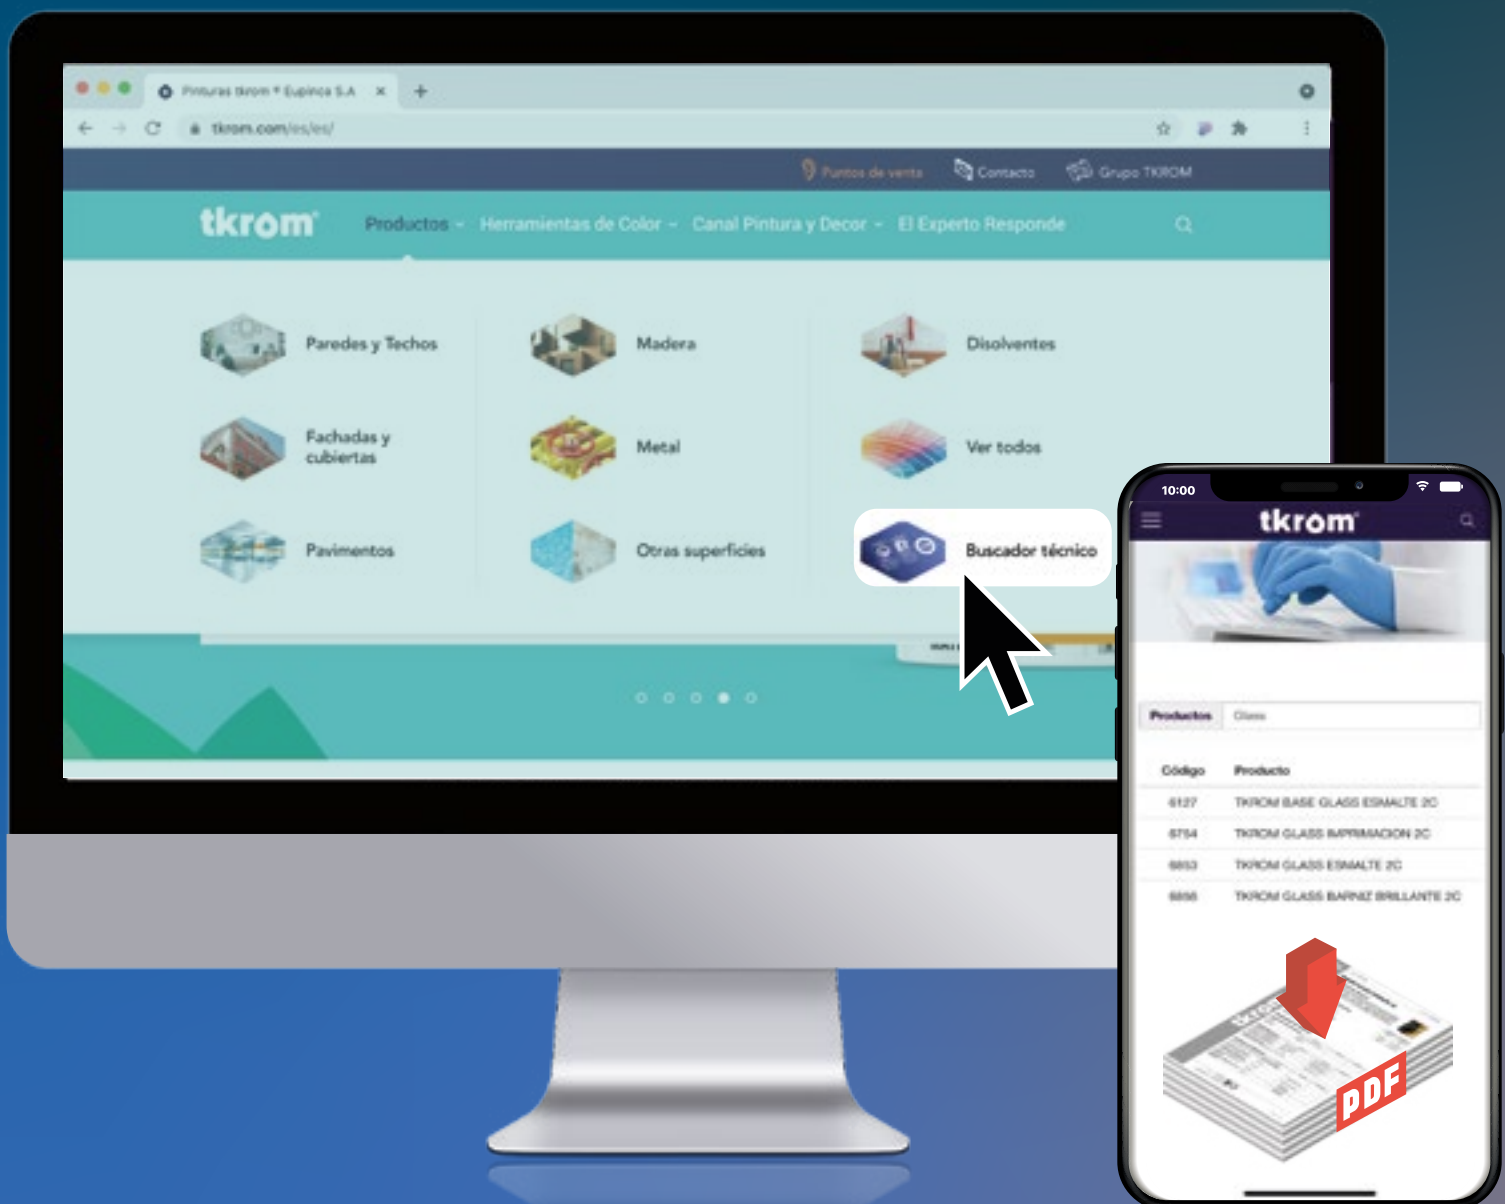 Pinturas tkrom ® Eupinca S.A
tkrom.com/es/es/
Puntos de venta
Contacto
Grupo TKROM
tkrom
Productos
Herramientas de Color
Canal Pintura y Decor
El Experto Responde
Paredes y Techos
Madera
Disolventes
Fachadas y
cubiertas
Metal
Ver todos
Pavimentos
Otras superficies
Buscador técnico
10:00
tkrom
Productos
Glass
Código
Producto
6127
TKROM BASE GLASS ESMALTE 2C
6754
TKROM GLASS IMPRIMACION 2C
6853
TKROM GLASS ESMALTE 2C
TKROM GLASS BARNIZ BRILLANTE 2C
PDF